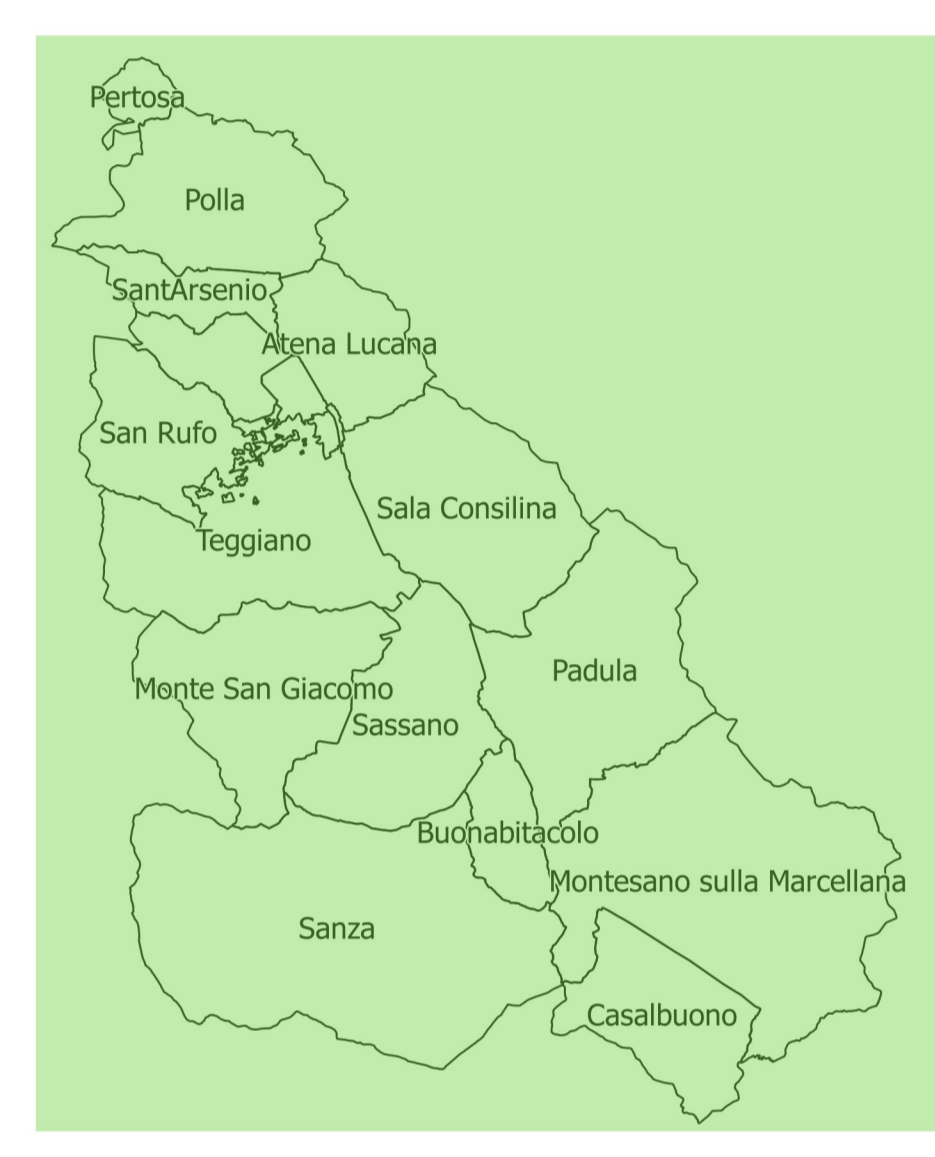 Pertosa
Polla
SantArsenio
Atena Lucana
San Rufo
Sala Consilina
Teggiano
Padula
Monte San Giacomo
Sassano
Buonabitacolo
Montesano sulla Marcellana
Sanza
Casalbuono